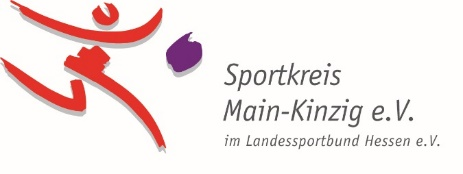 Sportkreis
Main-Kinzig e.V.
im Landessportbund Hessen e.V.